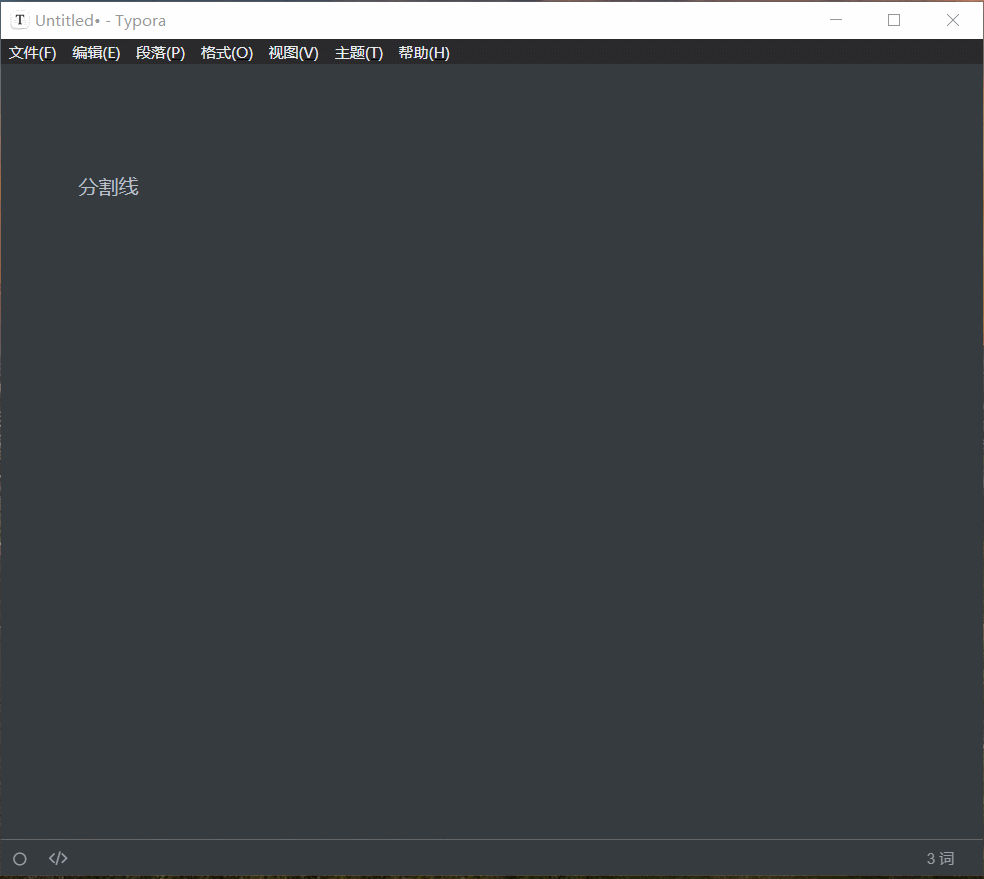 T Untitled• - Typora
文件(F) 编辑(E) 段落(P) 格式(O) 视图(V) 主题(T) 帮助(H)
分割线
</> 3 词